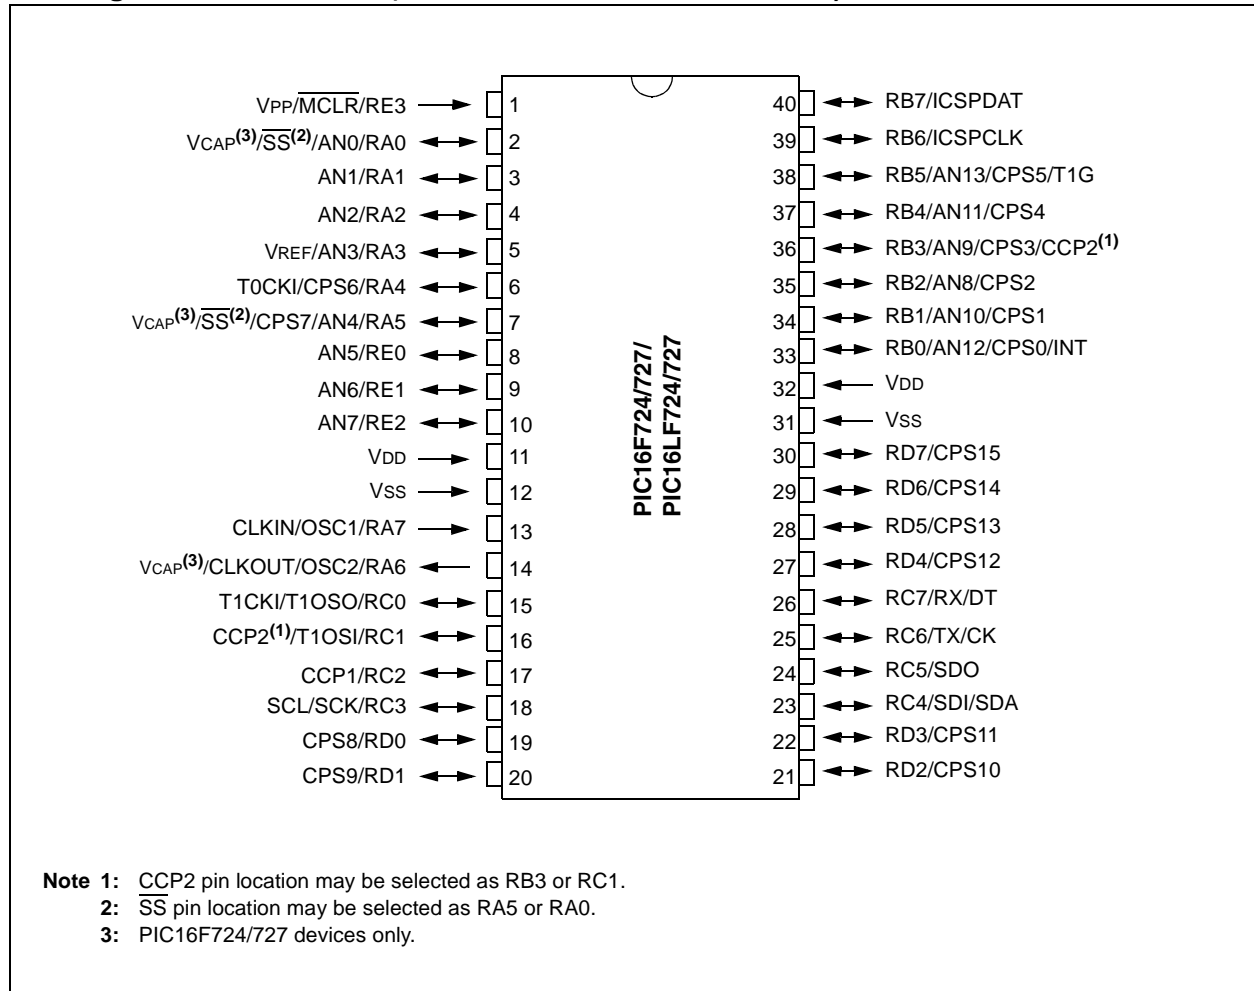 VPP/MCLR/RE3 1 40 RB7/ICSPDAT
VCAP(3)/SS(2)/AN0/RA0 2 39 RB6/ICSPCLK
AN1/RA1 3 38 RB5/AN13/CPS5/T1G
AN2/RA2 4 37 RB4/AN11/CPS4
VREF/AN3/RA3 5 36 RB3/AN9/CPS3/CCP2(1)
T0CKI/CPS6/RA4 6 35 RB2/AN8/CPS2
VCAP(3)/SS(2)/CPS7/AN4/RA5 7 34 RB1/AN10/CPS1
AN5/RE0 8 33 RB0/AN12/CPS0/INT
AN6/RE1 9 32 VDD
AN7/RE2 10 31 VSS
VDD 11 30 RD7/CPS15
VSS 12 29 RD6/CPS14
CLKIN/OSC1/RA7 13 28 RD5/CPS13
VCAP(3)/CLKOUT/OSC2/RA6 14 27 RD4/CPS12
T1CKI/T1OSO/RC0 15 26 RC7/RX/DT
CCP2(1)/T1OSI/RC1 16 25 RC6/TX/CK
CCP1/RC2 17 24 RC5/SDO
SCL/SCK/RC3 18 23 RC4/SDI/SDA
CPS8/RD0 19 22 RD3/CPS11
CPS9/RD1 20 21 RD2/CPS10
PIC16F724/727/
PIC16LF724/727
Note 1: CCP2 pin location may be selected as RB3 or RC1.
2: SS pin location may be selected as RA5 or RA0.
3: PIC16F724/727 devices only.